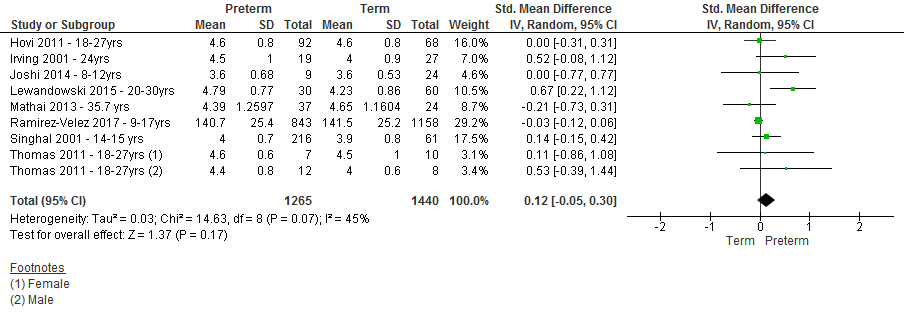 Preterm Term Std. Mean Difference Std. Mean Difference
Study or Subgroup Mean SD Total Mean SD Total Weight IV, Random, 95% CI IV, Random, 95% CI
Hovi 2011 - 18-27yrs 4.6 0.8 92 4.6 0.8 68 16.0% 0.00 [-0.31, 0.31]
Irving 2001 - 24yrs 4.5 1 19 4 0.9 27 7.0% 0.52 [-0.08, 1.12]
Joshi 2014 - 8-12yrs 3.6 0.68 9 3.6 0.53 24 4.7% 0.00 [-0.77, 0.77]
Lewandowski 2015 - 20-30yrs 4.79 0.77 30 4.23 0.86 60 10.0% 0.67 [0.22, 1.12]
Mathai 2013 - 35.7 yrs 4.39 1.2597 37 4.65 1.1604 24 8.7% -0.21 [-0.73, 0.31]
Ramirez-Velez 2017 - 9-17yrs 140.7 25.4 843 141.5 25.2 1158 29.2% -0.03 [-0.12, 0.06]
Singhal 2001 - 14-15 yrs 4 0.7 216 3.9 0.8 61 17.5% 0.14 [-0.15, 0.42]
Thomas 2011 - 18-27yrs (1) 4.6 0.6 7 4.5 1 10 3.1% 0.11 [-0.86, 1.08]
Thomas 2011 - 18-27yrs (2) 4.4 0.8 12 4 0.6 8 3.4% 0.53 [-0.39, 1.44]
Total (95% CI) 1265 1440 100.0% 0.12 [-0.05, 0.30]
Heterogeneity: Tau² = 0.03; Chi² = 14.63, df = 8 (P = 0.07); I² = 45%
Test for overall effect: Z = 1.37 (P = 0.17)
-2 -1 0 1 2
Term Preterm
Footnotes
(1) Female
(2) Male